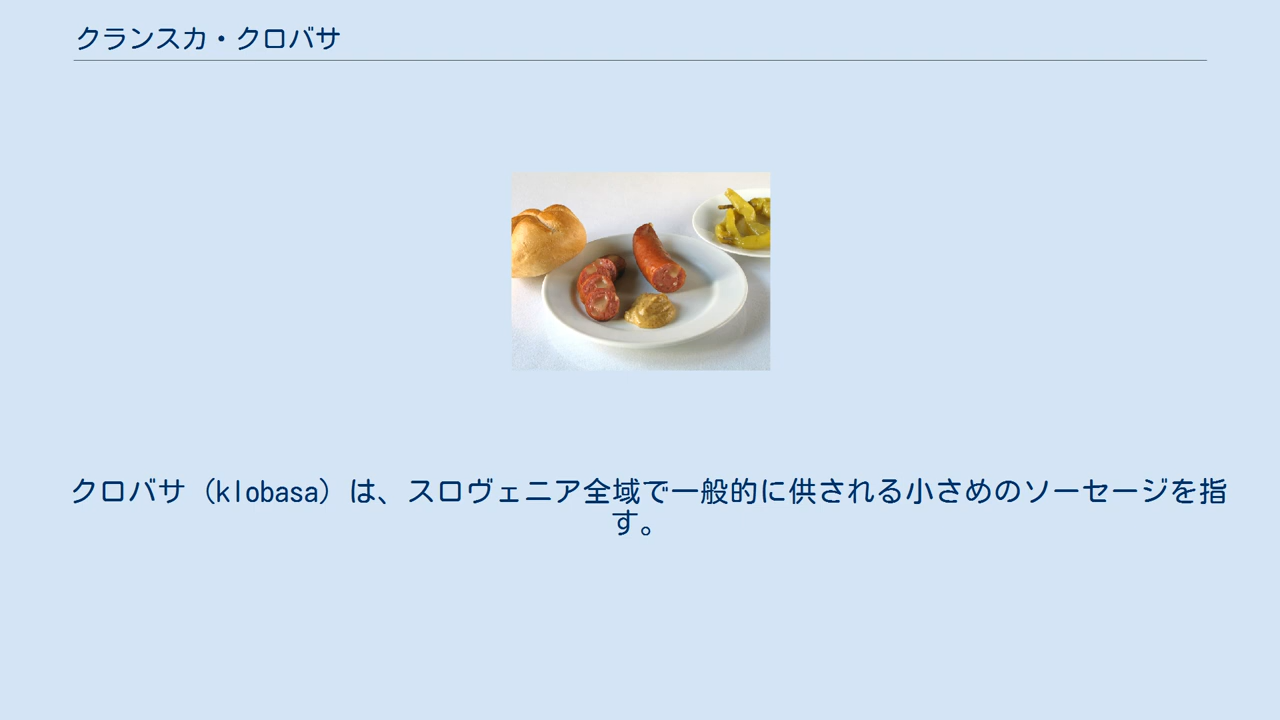 クランスカ・クロバサ
クロバサ（klobasa）は、スロヴェニア全域で一般的に供される小さめのソーセージを指
す。